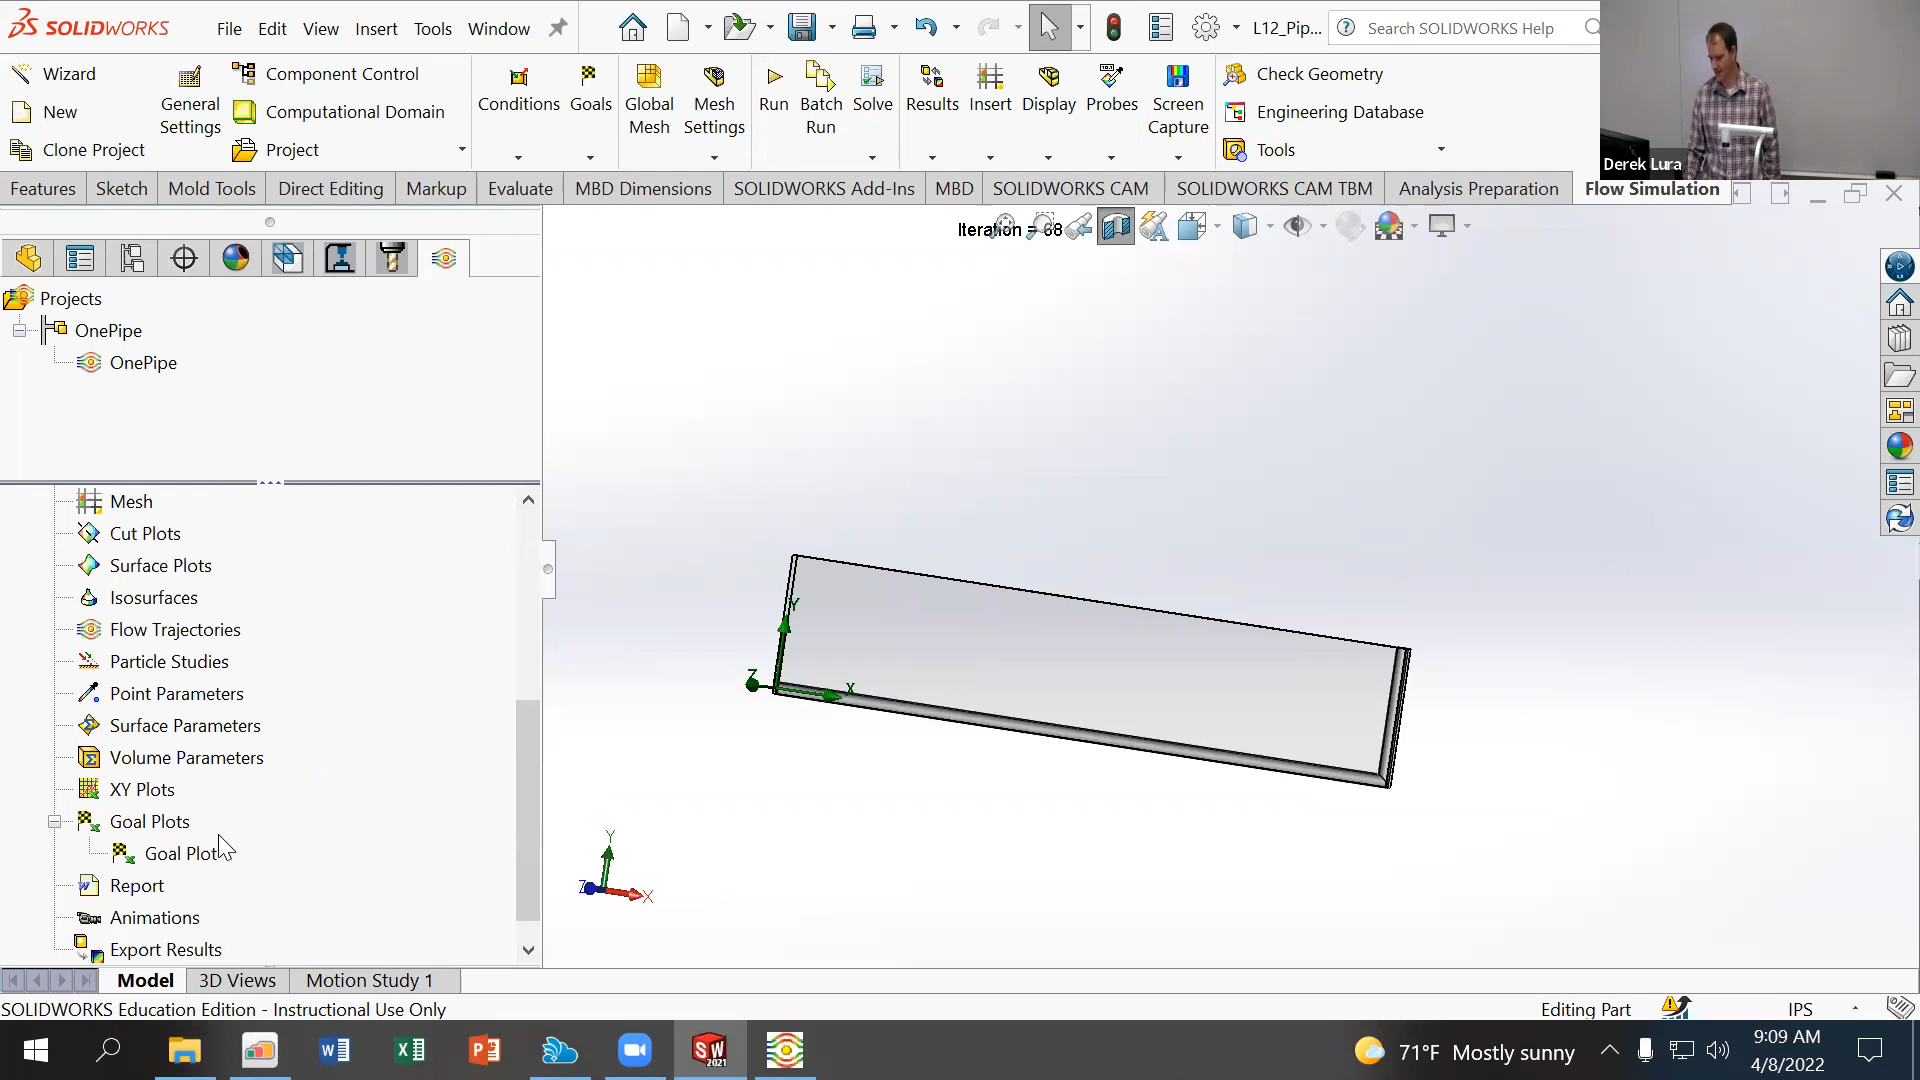 SOLIDWORKS
File Edit View Insert Tools Window
L12_Pip...
Search SOLIDWORKS Help
Wizard
New
Clone Project
General Settings
Component Control
Computational Domain
Project
Conditions
Goals
Global Mesh
Mesh Settings
Run
Batch Run
Solve
Results
Insert
Display
Probes
Screen Capture
Check Geometry
Engineering Database
Tools
Derek Lura
Features Sketch Mold Tools Direct Editing Markup Evaluate MBD Dimensions SOLIDWORKS Add-Ins MBD SOLIDWORKS CAM SOLIDWORKS CAM TBM Analysis Preparation Flow Simulation
Iteration = 68
Projects
OnePipe
OnePipe
Mesh
Cut Plots
Surface Plots
Isosurfaces
Flow Trajectories
Particle Studies
Point Parameters
Surface Parameters
Volume Parameters
XY Plots
Goal Plots
Goal Plot
Report
Animations
Export Results
Y
Z
X
Y
Z
X
Model 3D Views Motion Study 1
SOLIDWORKS Education Edition - Instructional Use Only
Editing Part
IPS
71°F Mostly sunny
9:09 AM
4/8/2022